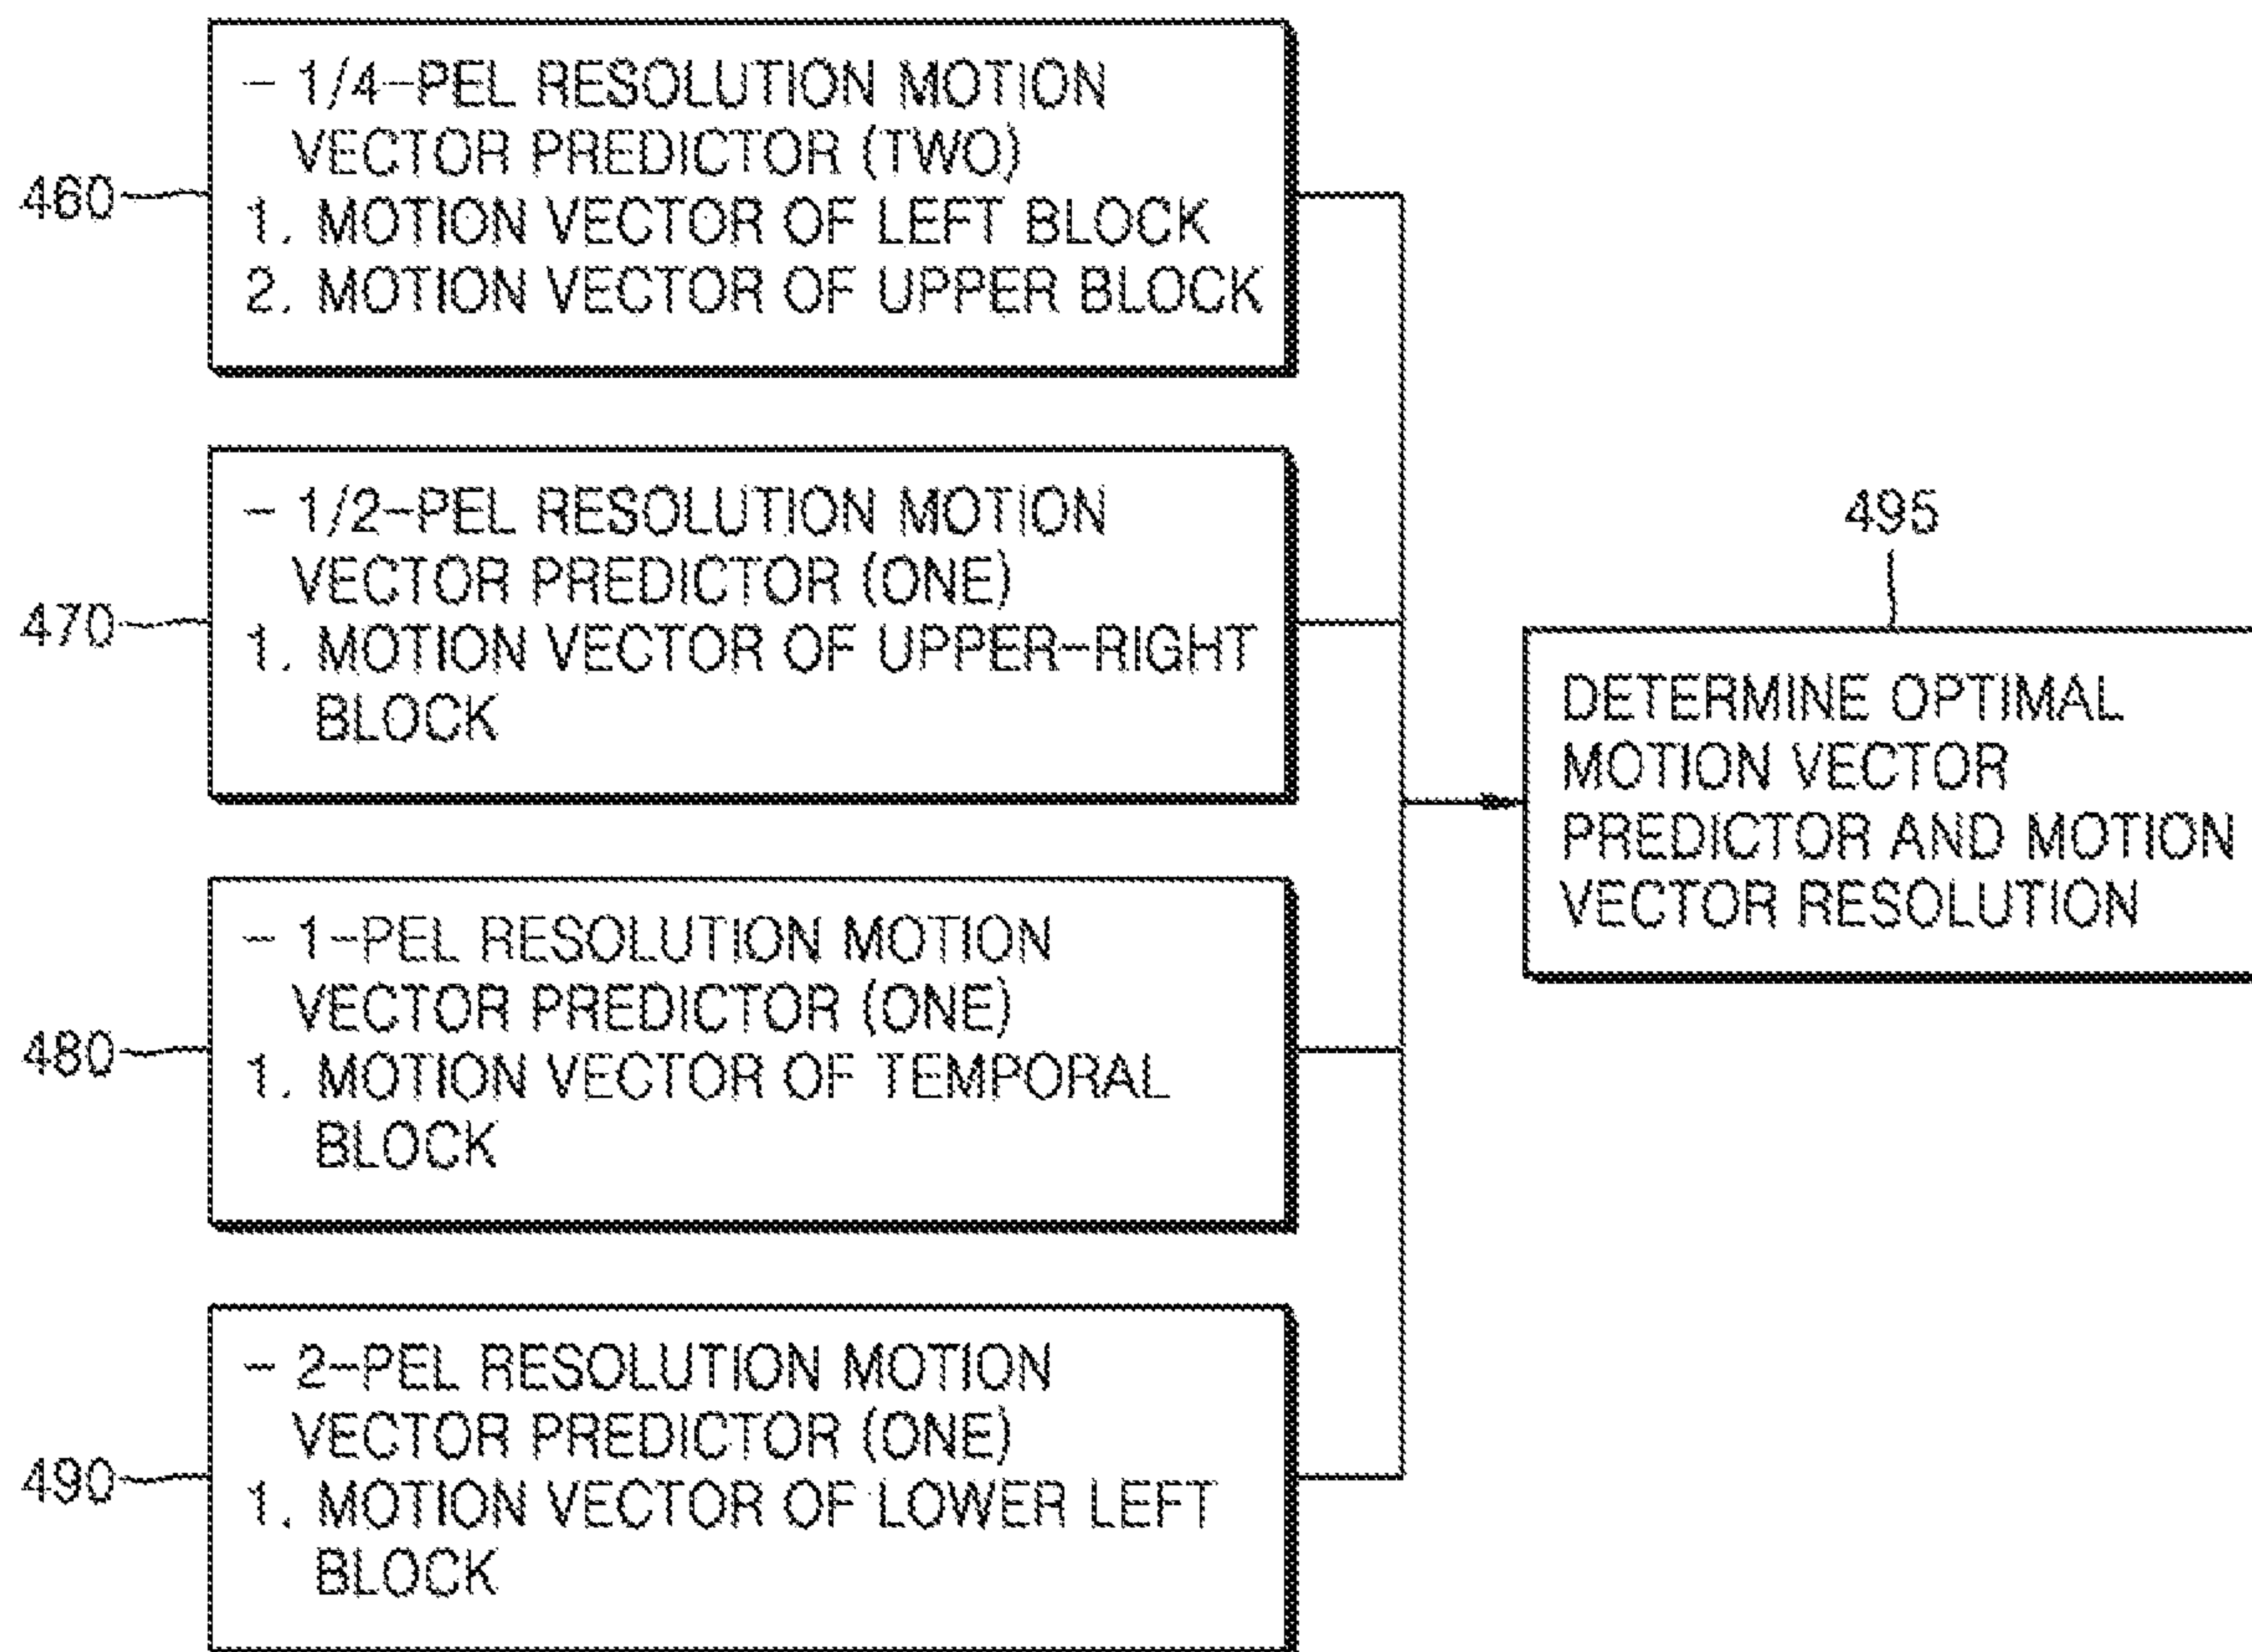 460
- 1/4-PEL RESOLUTION MOTION
VECTOR PREDICTOR (TWO)
1. MOTION VECTOR OF LEFT BLOCK
2. MOTION VECTOR OF UPPER BLOCK
470
- 1/2-PEL RESOLUTION MOTION
VECTOR PREDICTOR (ONE)
1. MOTION VECTOR OF UPPER-RIGHT
BLOCK
480
- 1-PEL RESOLUTION MOTION
VECTOR PREDICTOR (ONE)
1. MOTION VECTOR OF TEMPORAL
BLOCK
490
- 2-PEL RESOLUTION MOTION
VECTOR PREDICTOR (ONE)
1. MOTION VECTOR OF LOWER LEFT
BLOCK
495
DETERMINE OPTIMAL
MOTION VECTOR
PREDICTOR AND MOTION
VECTOR RESOLUTION